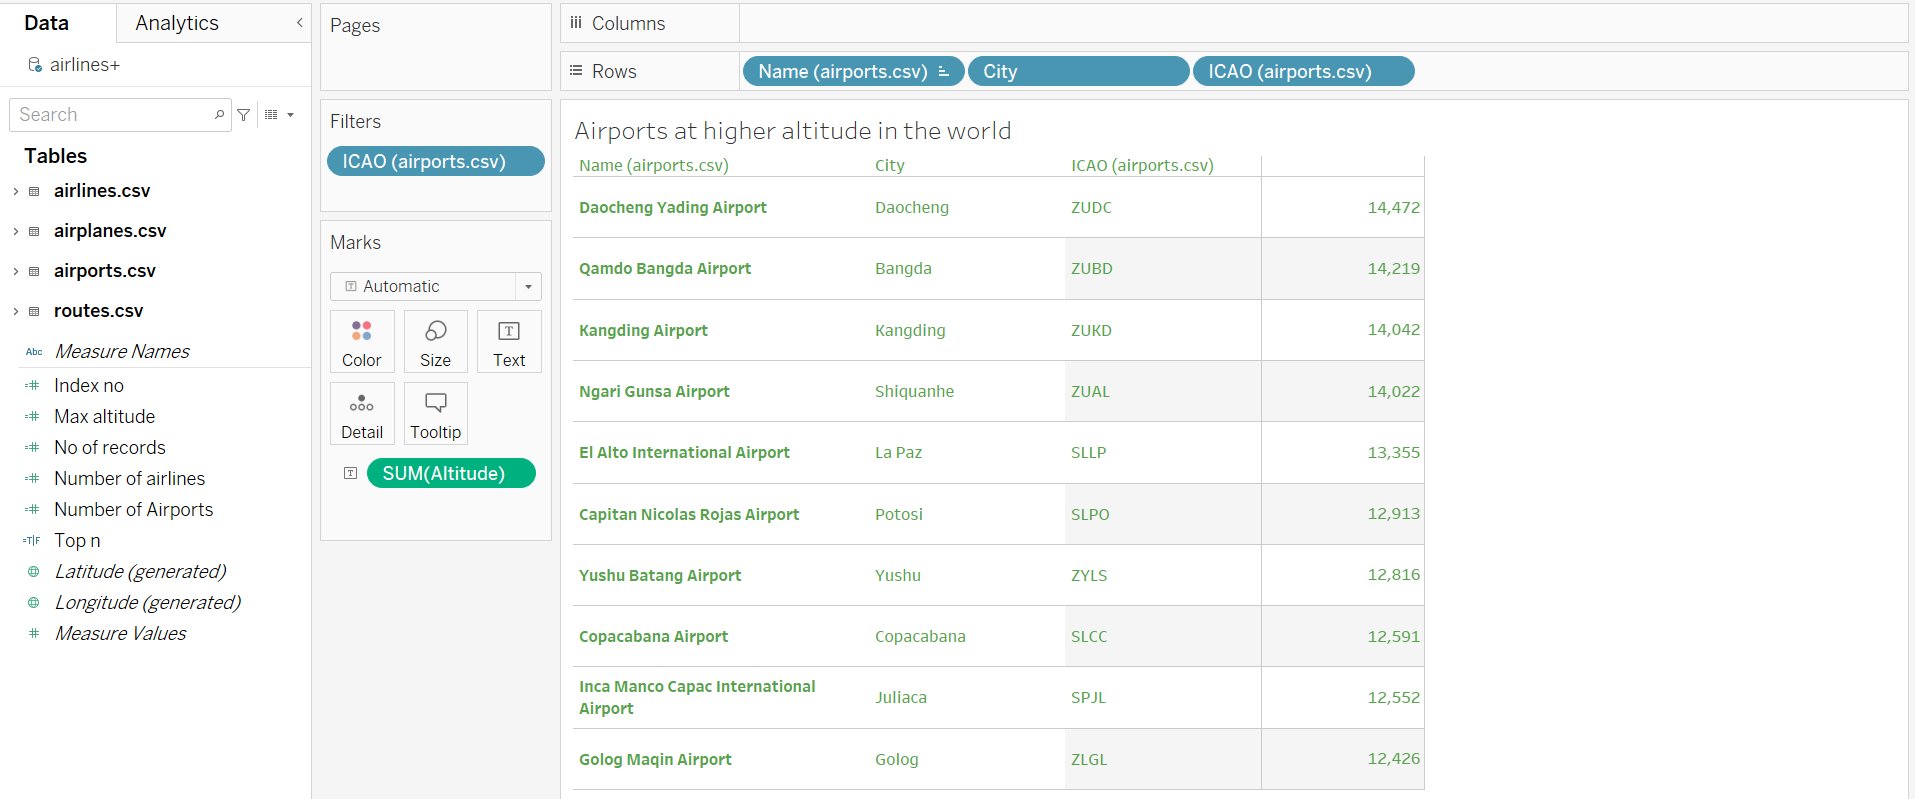 Data
Analytics
airlines+
Search
Tables
airlines.csv
airplanes.csv
airports.csv
routes.csv
Abc Measure Names
Index no
Max altitude
No of records
Number of airlines
Number of Airports
=T|F Top n
Latitude (generated)
Longitude (generated)
Measure Values
Pages
Filters
ICAO (airports.csv)
Marks
T Automatic
Color
Size
T Text
Detail
Tooltip
T SUM(Altitude)
Columns
Rows
Name (airports.csv)
City
ICAO (airports.csv)
Airports at higher altitude in the world
Name (airports.csv) City ICAO (airports.csv)
Daocheng Yading Airport Daocheng ZUDC 14,472
Qamdo Bangda Airport Bangda ZUBD 14,219
Kangding Airport Kangding ZUKD 14,042
Ngari Gunsa Airport Shiquanhe ZUAL 14,022
El Alto International Airport La Paz SLLP 13,355
Capitan Nicolas Rojas Airport Potosi SLPO 12,913
Yushu Batang Airport Yushu ZYLS 12,816
Copacabana Airport Copacabana SLCC 12,591
Inca Manco Capac International
Airport Juliaca SPJL 12,552
Golog Maqin Airport Golog ZLGL 12,426